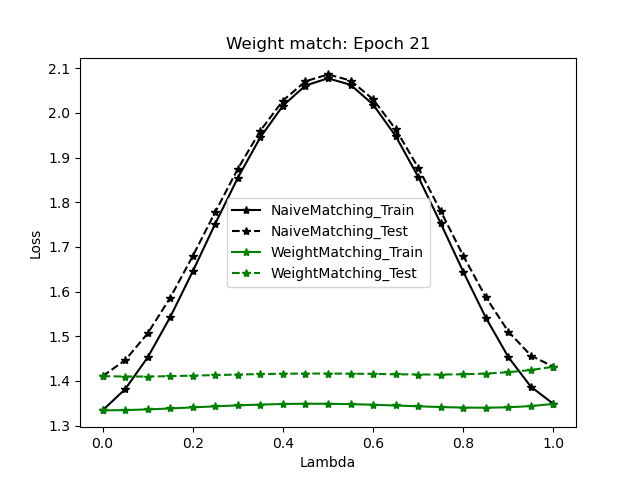 Weight match: Epoch 21
2.1
2.0
1.9
1.8
1.7
1.6
1.5
1.4
1.3
Loss
NaiveMatching_Train
NaiveMatching_Test
WeightMatching_Train
WeightMatching_Test
0.0 0.2 0.4 0.6 0.8 1.0
Lambda